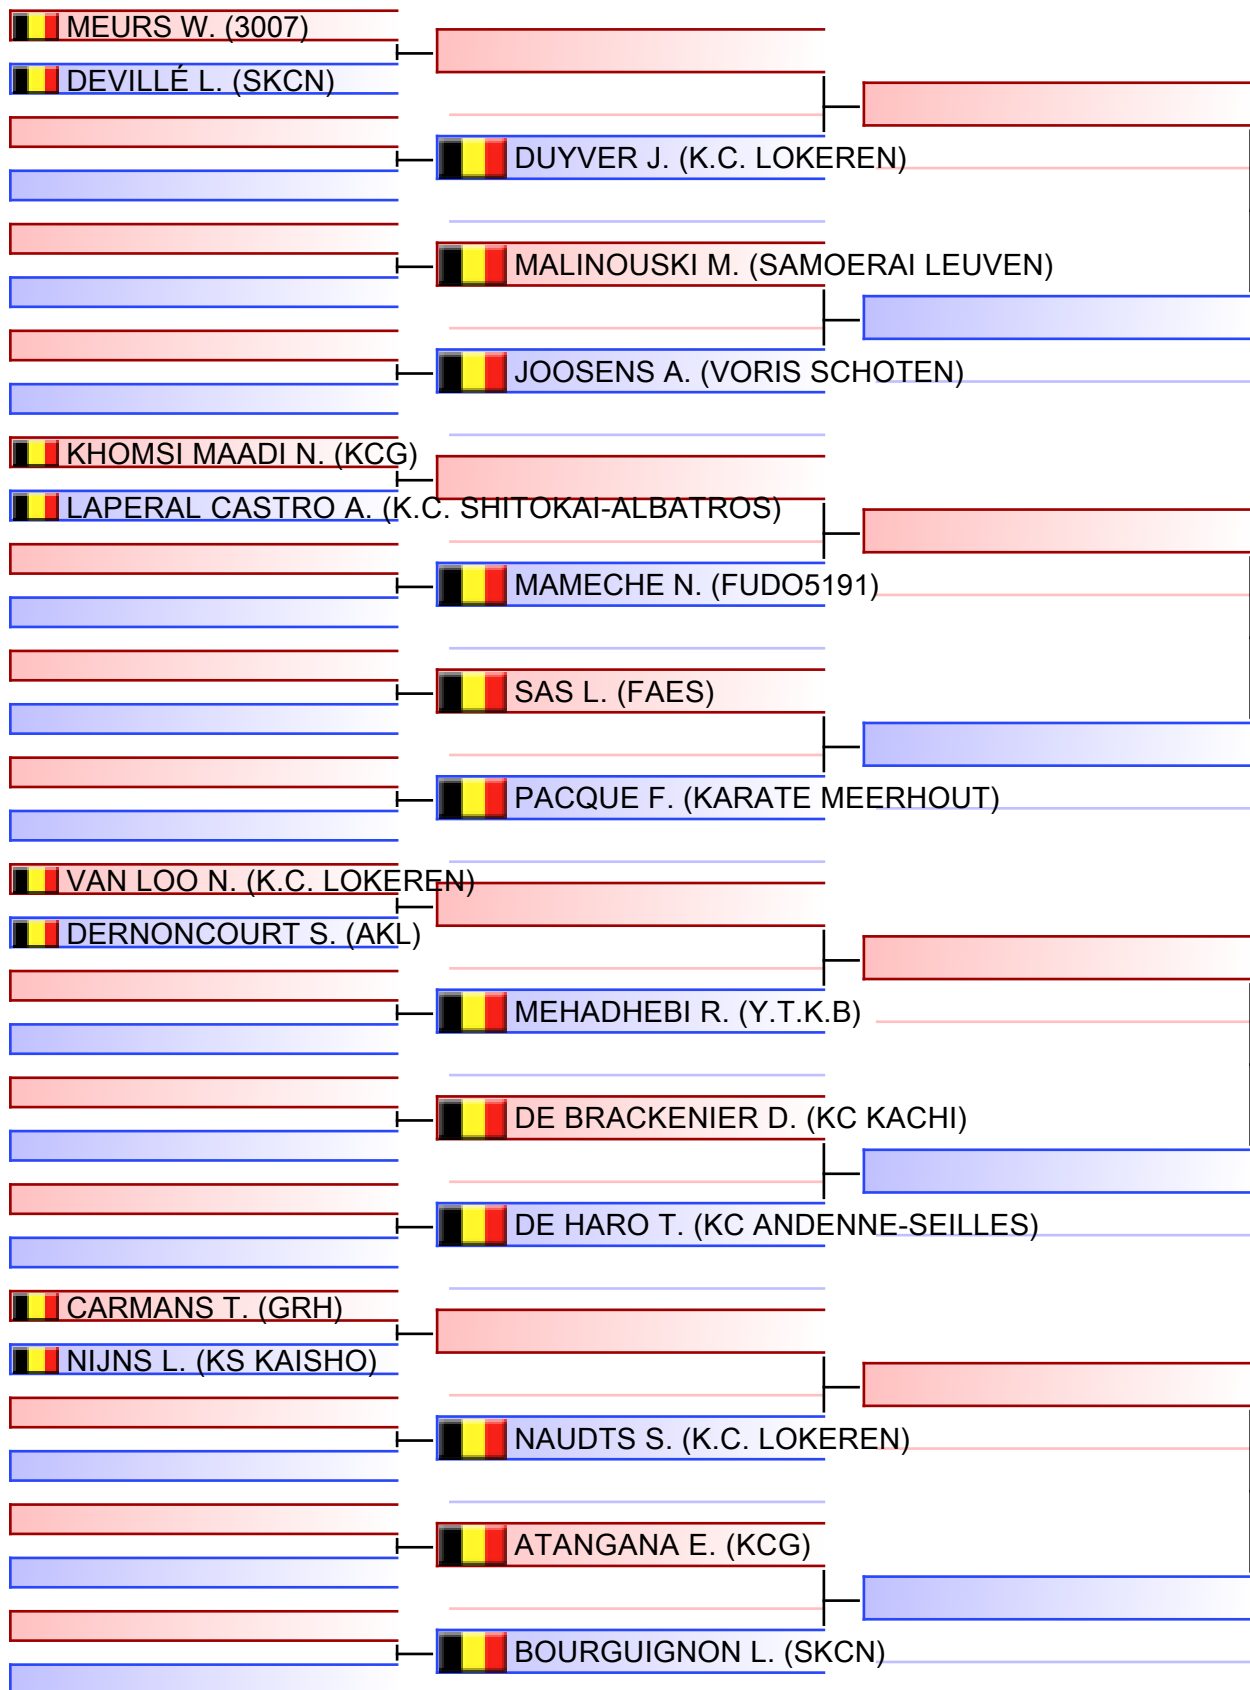 MEURS W. (3007)
DEVILLÉ L. (SKCN)
DUYVER J. (K.C. LOKEREN)
MALINOUSKI M. (SAMOERAI LEUVEN)
JOOSENS A. (VORIS SCHOTEN)
KHOMSI MAADI N. (KCG)
LAPERAL CASTRO A. (K.C. SHITOKAI-ALBATROS)
MAMECHE N. (FUDO5191)
SAS L. (FAES)
PACQUE F. (KARATE MEERHOUT)
VAN LOO N. (K.C. LOKEREN)
DERNONCOURT S. (AKL)
MEHADHEBI R. (Y.T.K.B)
DE BRACKENIER D. (KC KACHI)
DE HARO T. (KC ANDENNE-SEILLES)
CARMANS T. (GRH)
NIJNS L. (KS KAISHO)
NAUDTS S. (K.C. LOKEREN)
ATANGANA E. (KCG)
BOURGUIGNON L. (SKCN)